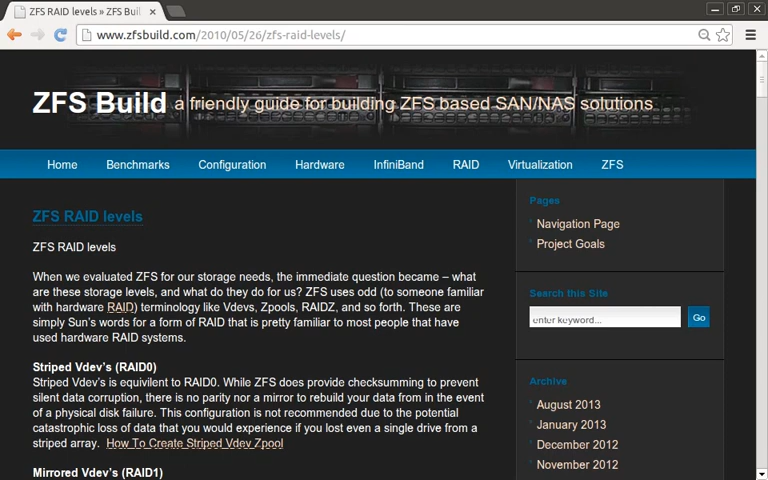 ZFS RAID levels » ZFS Buil
www.zfsbuild.com/2010/05/26/zfs-raid-levels/
ZFS Build a friendly guide for building ZFS based SAN/NAS solutions
Home Benchmarks Configuration Hardware InfiniBand RAID Virtualization ZFS
ZFS RAID levels
ZFS RAID levels
When we evaluated ZFS for our storage needs, the immediate question became – what
are these storage levels, and what do they do for us? ZFS uses odd (to someone familiar
with hardware RAID) terminology like Vdevs, Zpools, RAIDZ, and so forth. These are
simply Sun's words for a form of RAID that is pretty familiar to most people that have
used hardware RAID systems.
Striped Vdev's (RAID0)
Striped Vdev's is equivilent to RAID0. While ZFS does provide checksumming to prevent
silent data corruption, there is no parity nor a mirror to rebuild your data from in the event
of a physical disk failure. This configuration is not recommended due to the potential
catastrophic loss of data that you would experience if you lost even a single drive from a
striped array. How To Create Striped Vdev Zpool
Mirrored Vdev's (RAID1)
Pages
Navigation Page
Project Goals
Search this Site
enter keyword...
Go
Archive
August 2013
January 2013
December 2012
November 2012